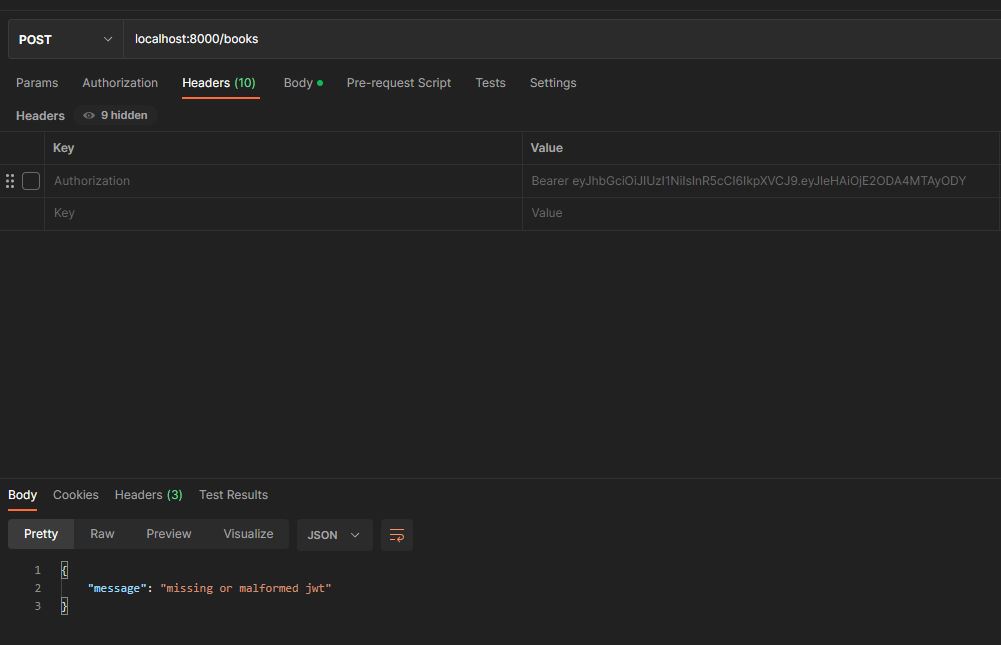 POST localhost:8000/books
Params Authorization Headers (10) Body Pre-request Script Tests Settings
Headers 9 hidden
Key Value
Authorization Bearer eyJhbGciOiJIUzI1NiIsInR5cCI6IkpXVCJ9.eyJleHAiOjE2ODA4MTAyODY
Key Value
Body Cookies Headers (3) Test Results
Pretty Raw Preview Visualize JSON
1 {
2 "message": "missing or malformed jwt"
3 }